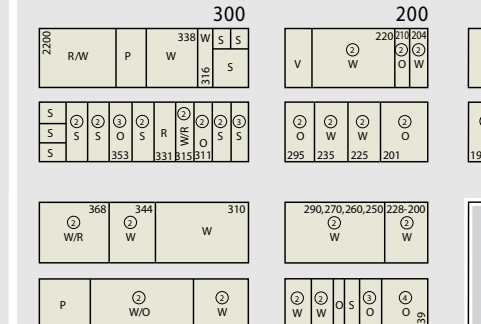 300 200
2200 R/W P W 338 W 316 S S S
V ② W 220 210 ② O 204 ② W
S S S ② S ② S ③ O 353 ② S R 331 ② W/R 315 ② O 311 ② S ③ S
② O 295 ② W 235 ② W 225 ② O 201 19
368 ② W/R 344 ② W 310 W
290,270,260,250 ② W 228-200 ② W
P ② W/O ② W
② W ② W O S ③ O ④ O 39